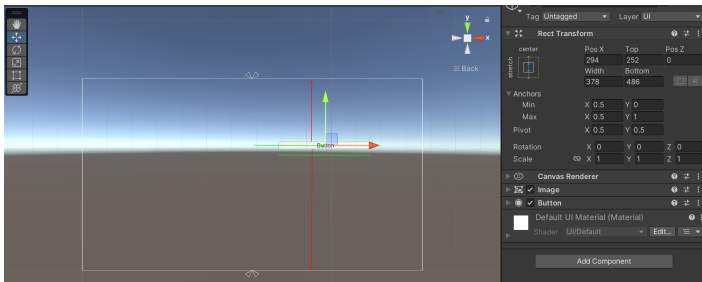 Tag Untagged Layer UI
y
x
Back
Button
Rect Transform
center
stretch
Pos X Top Pos Z
294 252 0
Width Bottom
378 486
R
Anchors
Min X 0.5 Y 0
Max X 0.5 Y 1
Pivot X 0.5 Y 0.5
Rotation X 0 Y 0 Z 0
Scale X 1 Y 1 Z 1
Canvas Renderer
Image
Button
Default UI Material (Material)
Shader UI/Default Edit...
Add Component